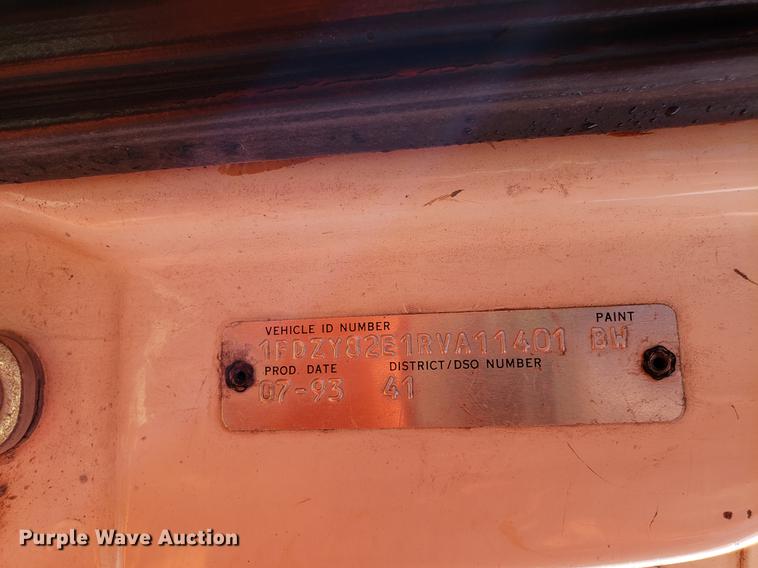 VEHICLE ID NUMBER PAINT
1FDZY82E1RVA11401 BW
PROD. DATE DISTRICT/DSO NUMBER
07-93 41
Purple Wave Auction